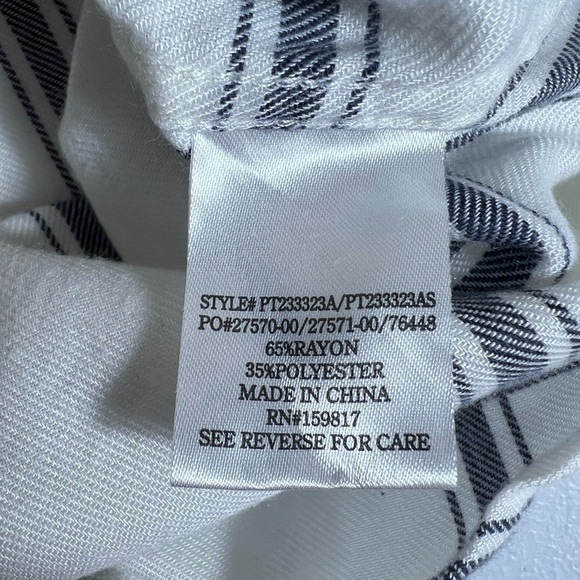 STYLE# PT233323A/PT233323AS
PO#27570-00/27571-00/76448
65%RAYON
35%POLYESTER
MADE IN CHINA
RN#159817
SEE REVERSE FOR CARE